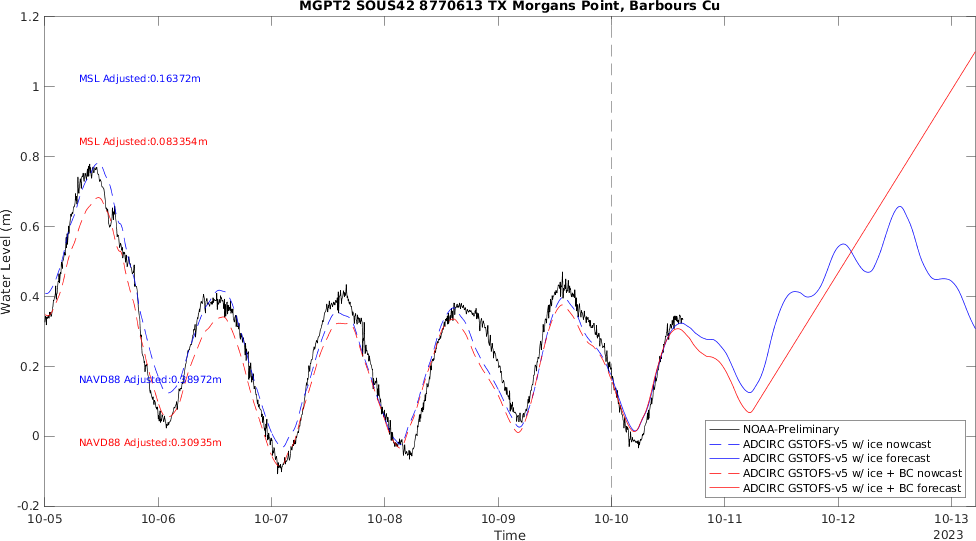 MGPT2 SOUS42 8770613 TX Morgans Point, Barbours Cu
1.2
1
0.8
0.6
0.4
0.2
0
-0.2
Water Level (m)
MSL Adjusted:0.16372m
MSL Adjusted:0.083354m
NAVD88 Adjusted:0.38972m
NAVD88 Adjusted:0.30935m
NOAA-Preliminary
ADCIRC GSTOFS-v5 w/ ice nowcast
ADCIRC GSTOFS-v5 w/ ice forecast
ADCIRC GSTOFS-v5 w/ ice + BC nowcast
ADCIRC GSTOFS-v5 w/ ice + BC forecast
10-05 10-06 10-07 10-08 10-09 10-10 10-11 10-12 10-13
Time 2023